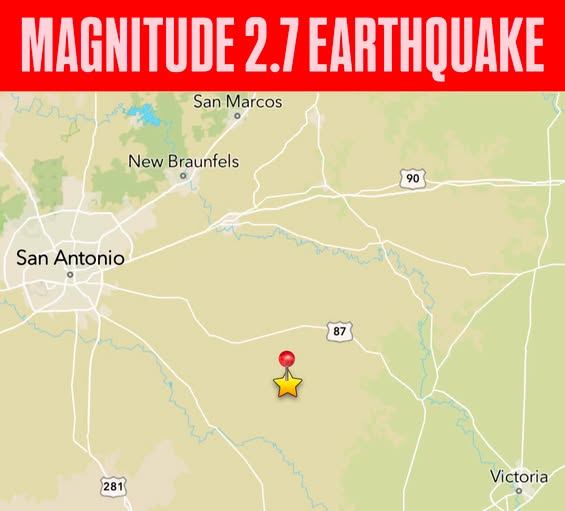 MAGNITUDE 2.7 EARTHQUAKE
San Marcos
New Braunfels
90
San Antonio
87
Victoria
281